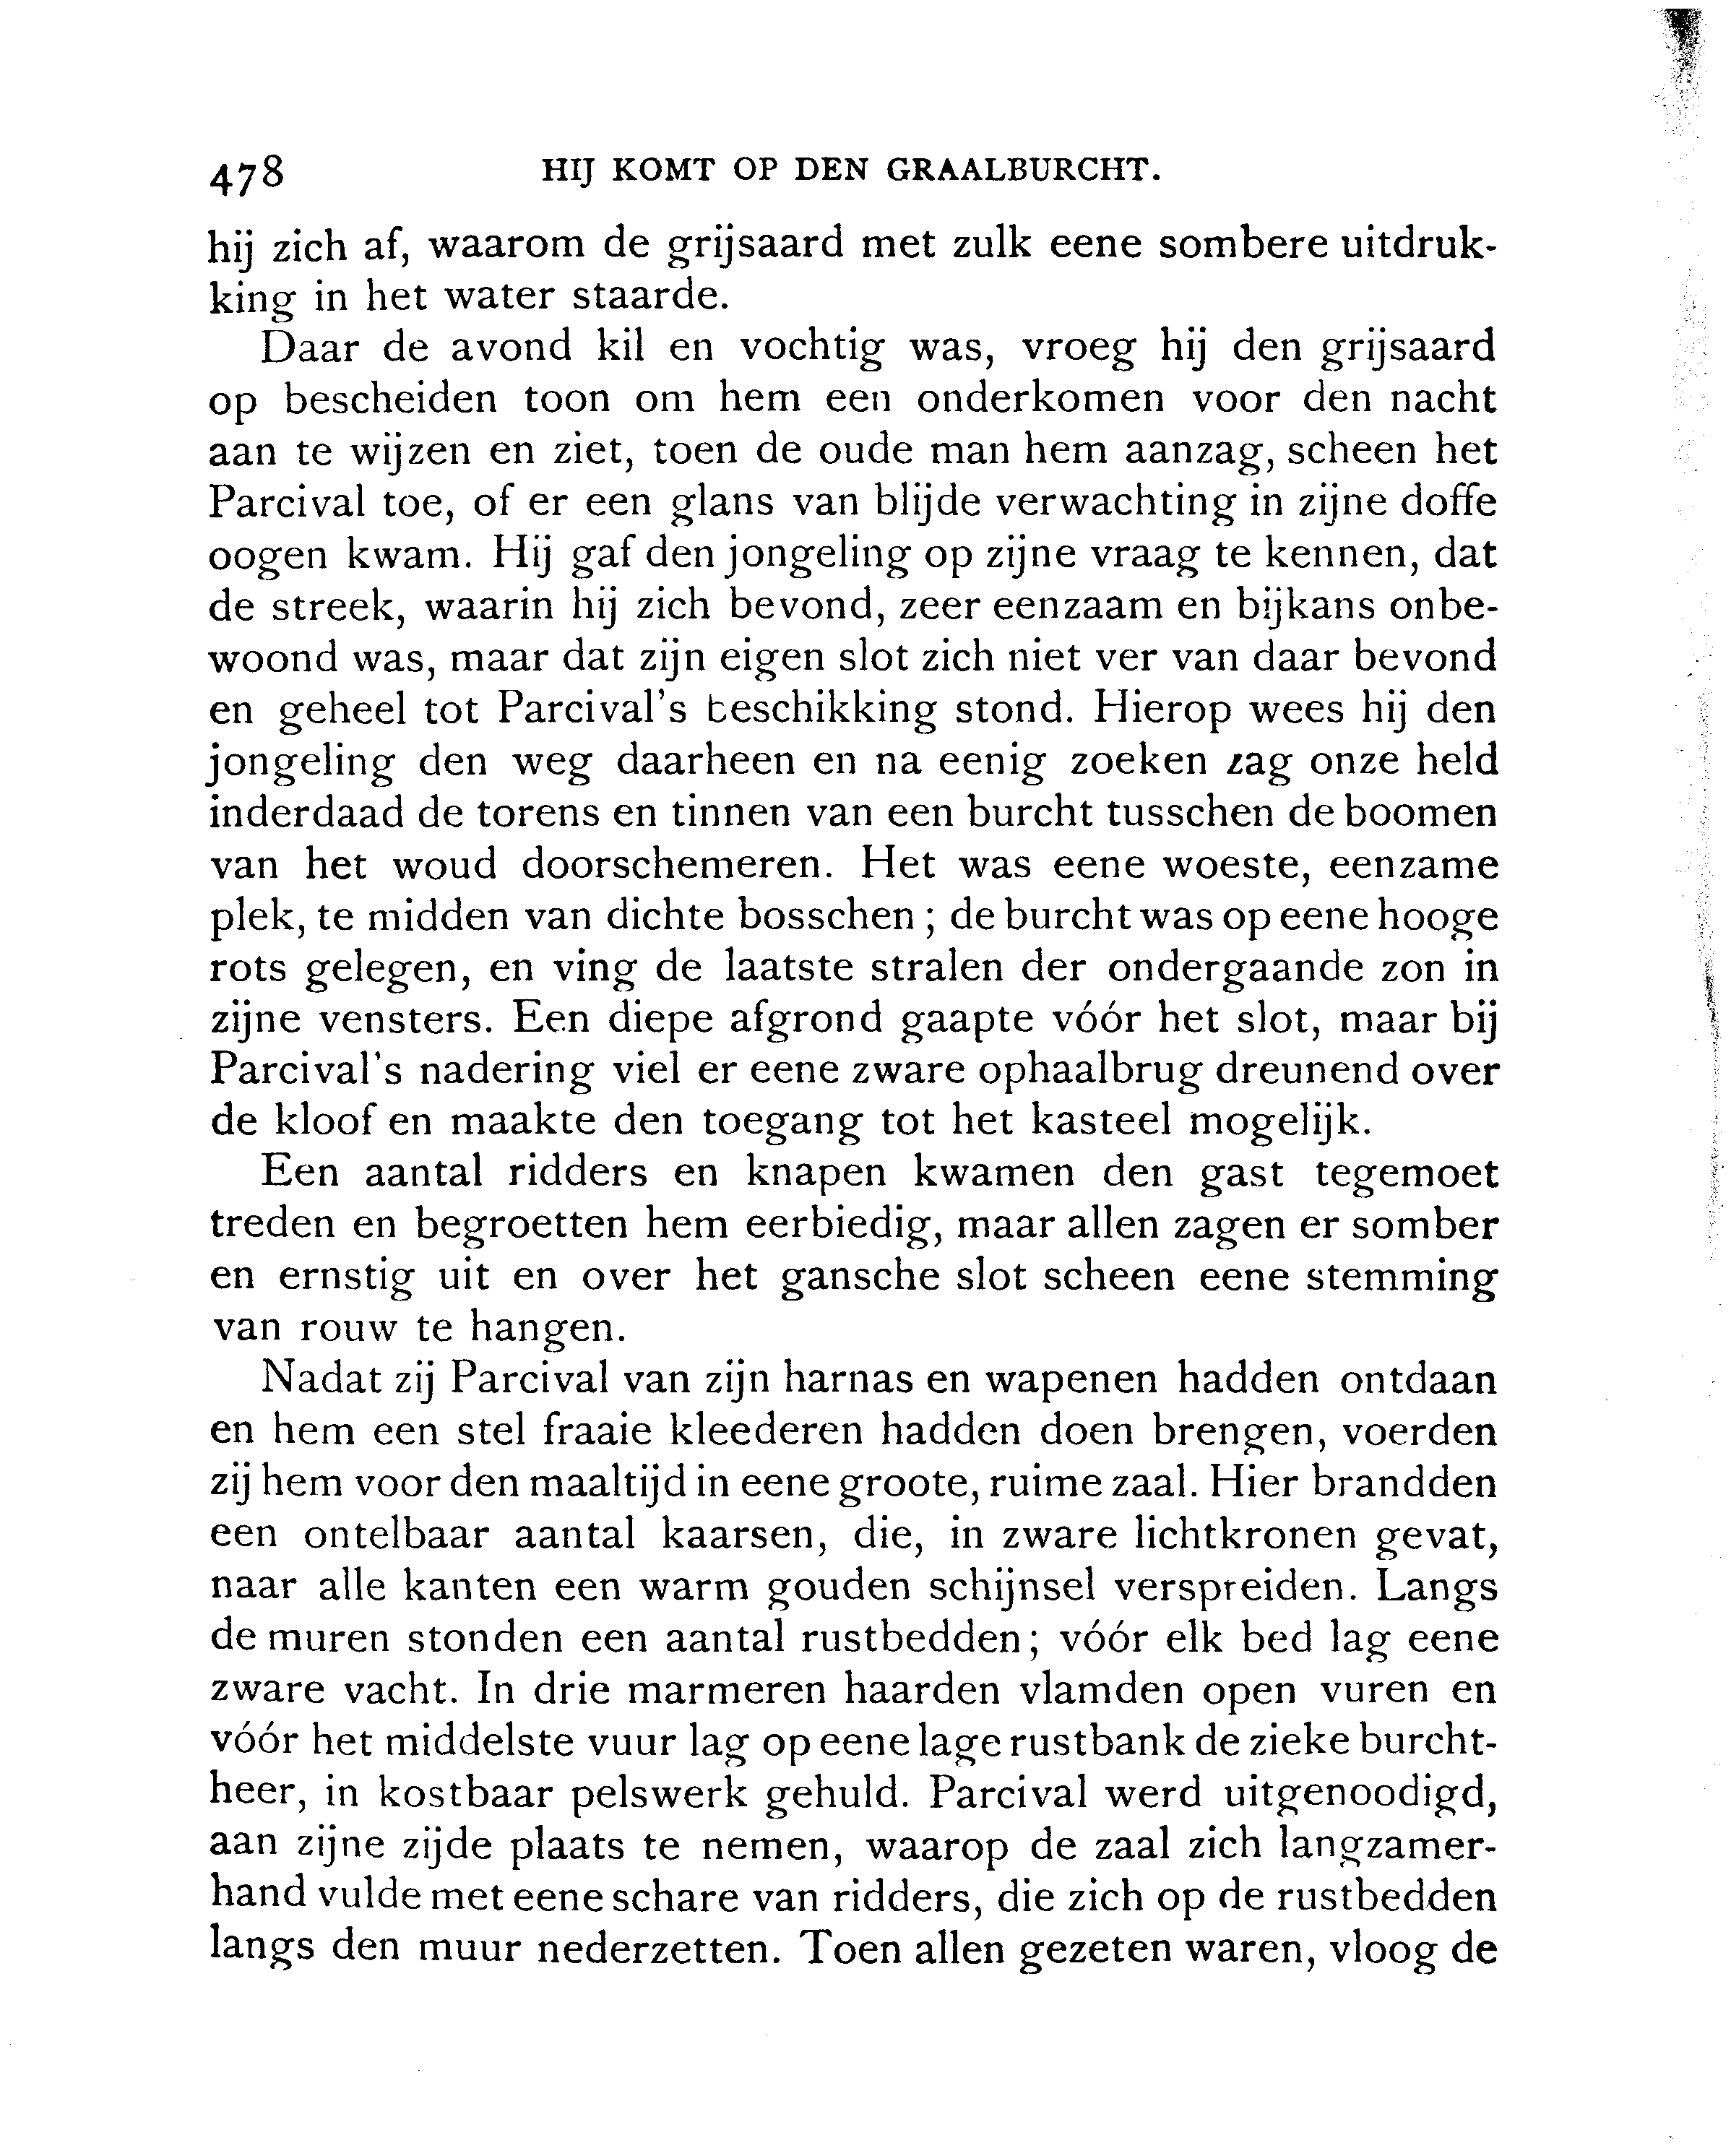 478 HIJ KOMT OP DEN GRAALBURCHT.
hij zich af, waarom de grijsaard met zulk eene sombere uitdruk-
king in het water staarde.
Daar de avond kil en vochtig was, vroeg hij den grijsaard
op bescheiden toon om hem een onderkomen voor den nacht
aan te wijzen en ziet, toen de oude man hem aanzag, scheen het
Parcival toe, of er een glans van blijde verwachting in zijne doffe
oogen kwam. Hij gaf den jongeling op zijne vraag te kennen, dat
de streek, waarin hij zich bevond, zeer eenzaam en bijkans onbe-
woond was, maar dat zijn eigen slot zich niet ver van daar bevond
en geheel tot Parcival's beschikking stond. Hierop wees hij den
jongeling den weg daarheen en na eenig zoeken zag onze held
inderdaad de torens en tinnen van een burcht tusschen de boomen
van het woud doorschemeren. Het was eene woeste, eenzame
plek, te midden van dichte bosschen; de burcht was op eene hooge
rots gelegen, en ving de laatste stralen der ondergaande zon in
zijne vensters. Een diepe afgrond gaapte vóór het slot, maar bij
Parcival's nadering viel er eene zware ophaalbrug dreunend over
de kloof en maakte den toegang tot het kasteel mogelijk.
Een aantal ridders en knapen kwamen den gast tegemoet
treden en begroetten hem eerbiedig, maar allen zagen er somber
en ernstig uit en over het gansche slot scheen eene stemming
van rouw te hangen.
Nadat zij Parcival van zijn harnas en wapenen hadden ontdaan
en hem een stel fraaie kleederen hadden doen brengen, voerden
zij hem voor den maaltijd in eene groote, ruime zaal. Hier brandden
een ontelbaar aantal kaarsen, die, in zware lichtkronen gevat,
naar alle kanten een warm gouden schijnsel verspreiden. Langs
de muren stonden een aantal rustbedden; vóór elk bed lag eene
zware vacht. In drie marmeren haarden vlamden open vuren en
vóór het middelste vuur lag op eene lage rustbank de zieke burcht-
heer, in kostbaar pelswerk gehuld. Parcival werd uitgenoodigd,
aan zijne zijde plaats te nemen, waarop de zaal zich langzamer-
hand vulde met eene schare van ridders, die zich op de rustbedden
langs den muur nederzetten. Toen allen gezeten waren, vloog de